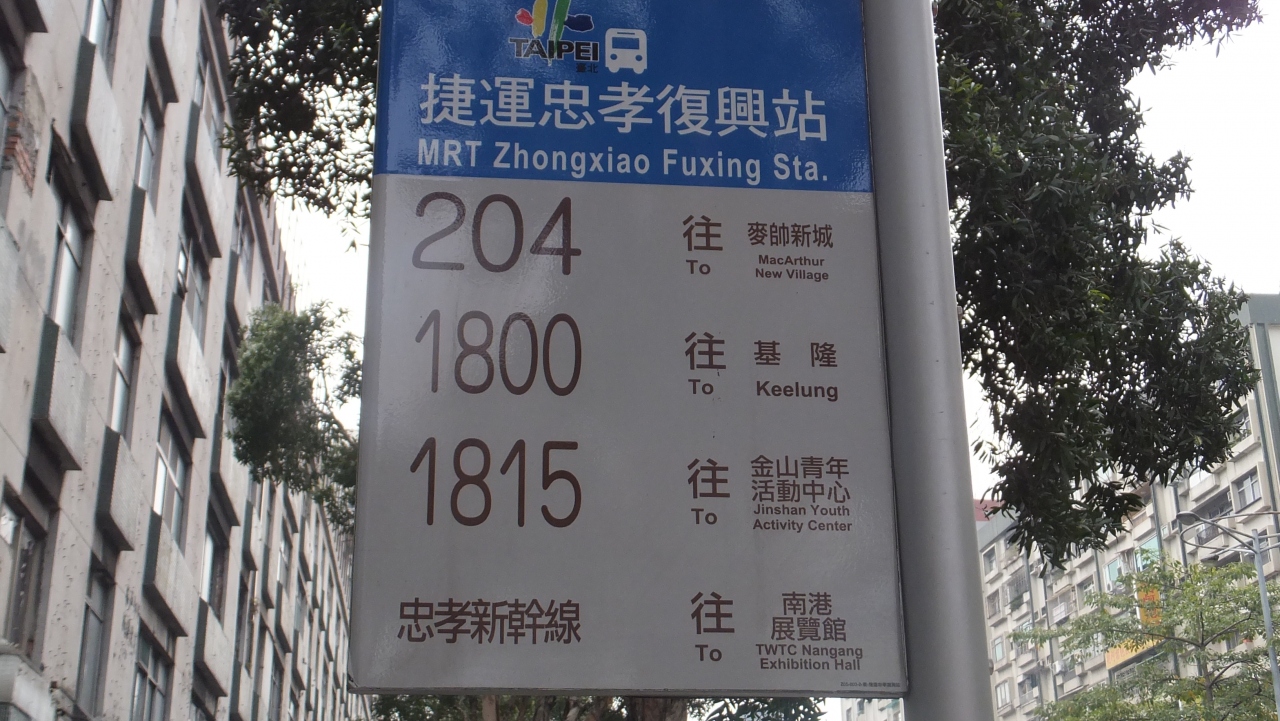 TAIPEI
臺北
捷運忠孝復興站
MRT Zhongxiao Fuxing Sta.
204 往 麥帥新城
To MacArthur
New Village
1800 往 基隆
To Keelung
1815 往 金山青年
活動中心
To Jinshan Youth
Activity Center
忠孝新幹線 往 南港
展覽館
To TWTC Nangang
Exhibition Hall